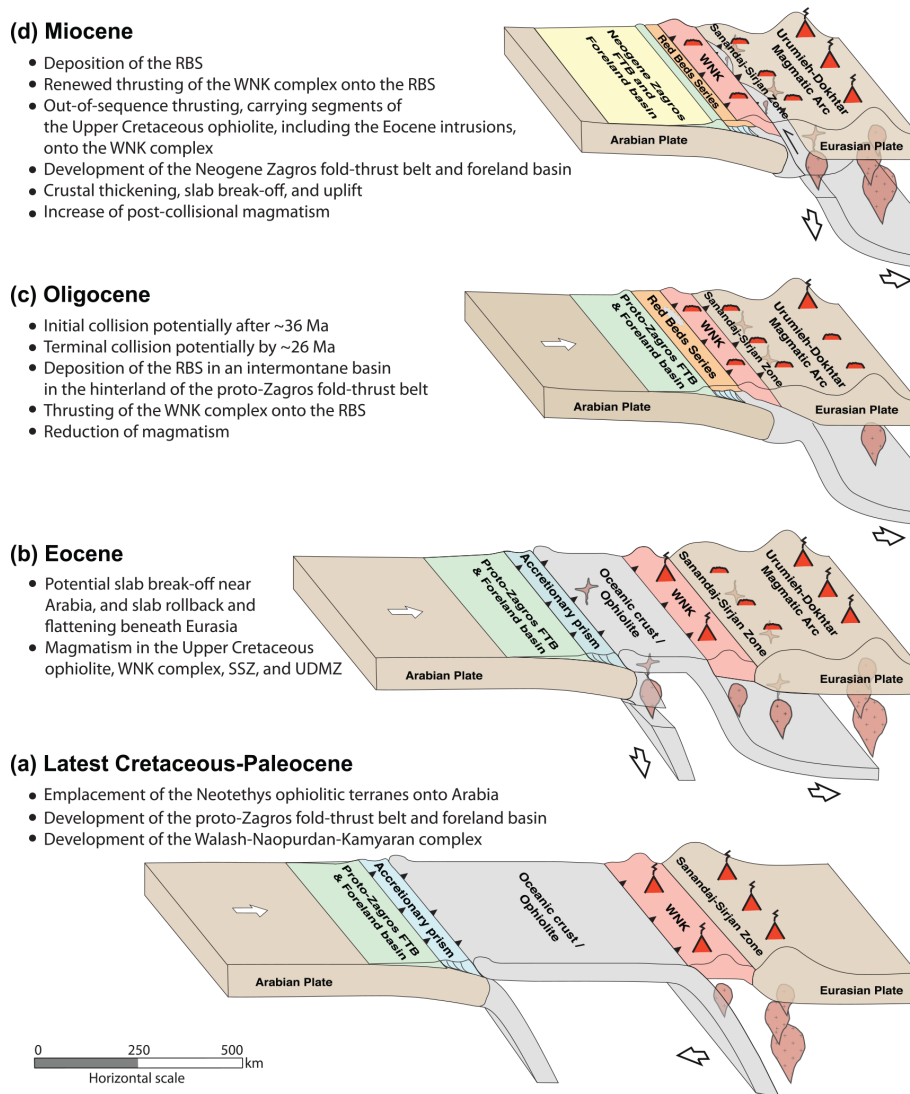 (d) Miocene
• Deposition of the RBS
• Renewed thrusting of the WNK complex onto the RBS
• Out-of-sequence thrusting, carrying segments of
the Upper Cretaceous ophiolite, including the Eocene intrusions,
onto the WNK complex
• Development of the Neogene Zagros fold-thrust belt and foreland basin
• Crustal thickening, slab break-off, and uplift
• Increase of post-collisional magmatism
Neogene Zagros
FTB and
Foreland basin
Red Beds Series
WNK
Sanandaj-Sirjan Zone
Urumieh-Dokhtar
Magmatic Arc
Arabian Plate
Eurasian Plate
(c) Oligocene
• Initial collision potentially after ~36 Ma
• Terminal collision potentially by ~26 Ma
• Deposition of the RBS in an intermontane basin
in the hinterland of the proto-Zagros fold-thrust belt
• Thrusting of the WNK complex onto the RBS
• Reduction of magmatism
Proto-Zagros FTB
& Foreland basin
Red Beds Series
WNK
Sanandaj-Sirjan Zone
Urumieh-Dokhtar
Magmatic Arc
Arabian Plate
Eurasian Plate
(b) Eocene
• Potential slab break-off near
Arabia, and slab rollback and
flattening beneath Eurasia
• Magmatism in the Upper Cretaceous
ophiolite, WNK complex, SSZ, and UDMZ
Proto-Zagros FTB
& Foreland basin
Accretionary prism
Oceanic crust /
Ophiolite
WNK
Sanandaj-Sirjan Zone
Urumieh-Dokhtar
Magmatic Arc
Arabian Plate
Eurasian Plate
(a) Latest Cretaceous-Paleocene
• Emplacement of the Neotethys ophiolitic terranes onto Arabia
• Development of the proto-Zagros fold-thrust belt and foreland basin
• Development of the Walash-Naopurdan-Kamyaran complex
Proto-Zagros FTB
& Foreland basin
Accretionary prism
Oceanic crust /
Ophiolite
WNK
Sanandaj-Sirjan Zone
Arabian Plate
Eurasian Plate
0 250 500
km
Horizontal scale